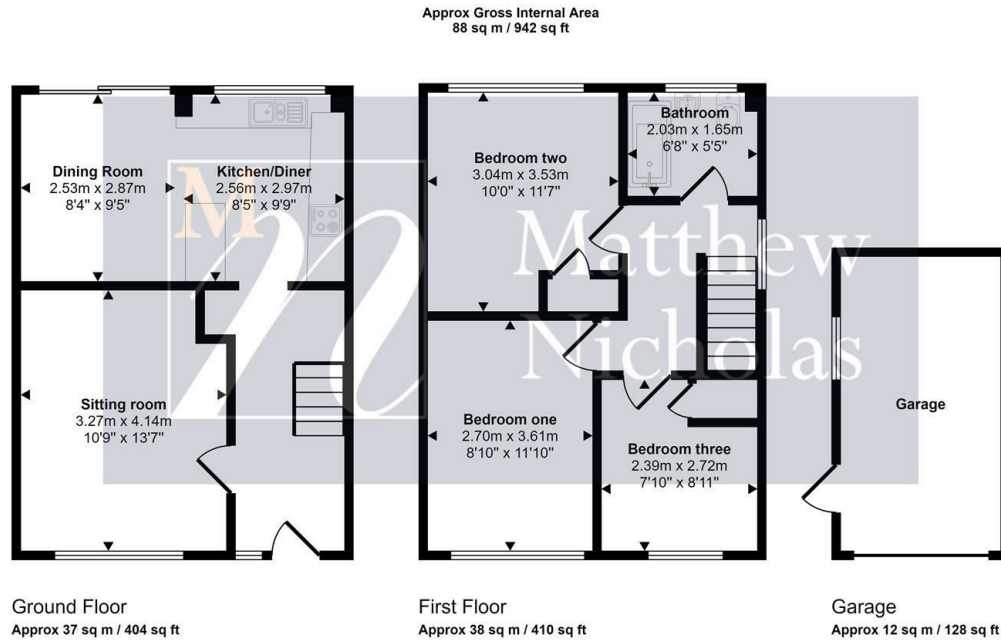 Approx Gross Internal Area
88 sq m / 942 sq ft
Dining Room
2.53m x 2.87m
8'4" x 9'5"
Kitchen/Diner
2.56m x 2.97m
8'5" x 9'9"
Sitting room
3.27m x 4.14m
10'9" x 13'7"
Bedroom two
3.04m x 3.53m
10'0" x 11'7"
Bathroom
2.03m x 1.65m
6'8" x 5'5"
Bedroom one
2.70m x 3.61m
8'10" x 11'10"
Bedroom three
2.39m x 2.72m
7'10" x 8'11"
Garage
M
m
Matthew
Nicholas
Ground Floor
Approx 37 sq m / 404 sq ft
First Floor
Approx 38 sq m / 410 sq ft
Garage
Approx 12 sq m / 128 sq ft